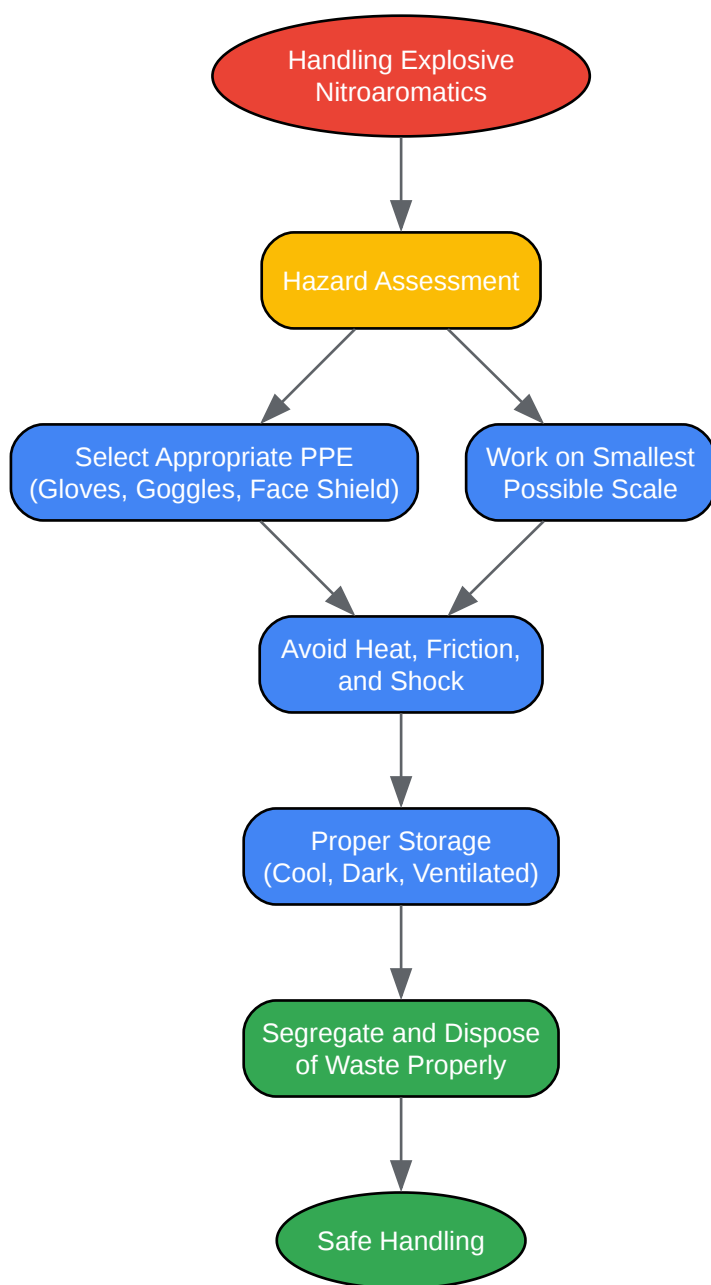 Handling Explosive
Nitroaromatics
Hazard Assessment
Select Appropriate PPE
(Gloves, Goggles, Face Shield)
Work on Smallest
Possible Scale
Avoid Heat, Friction,
and Shock
Proper Storage
(Cool, Dark, Ventilated)
Segregate and Dispose
of Waste Properly
Safe Handling